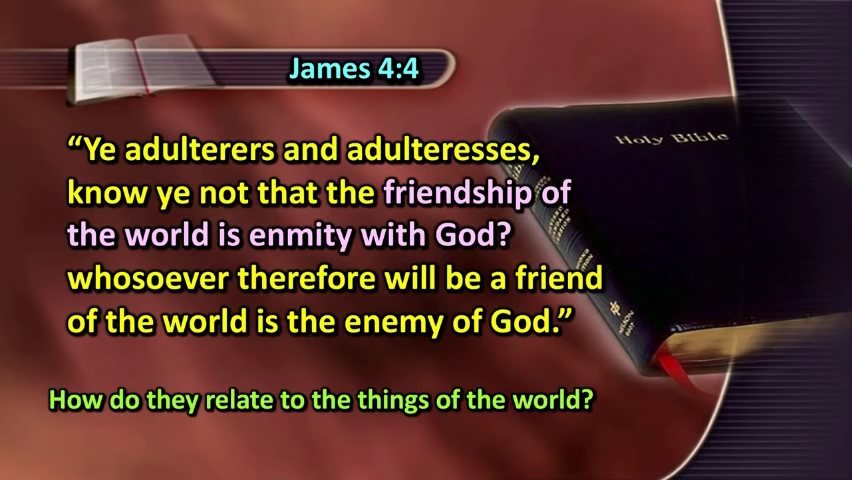 James 4:4
“Ye adulterers and adulteresses,
know ye not that the friendship of
the world is enmity with God?
whosoever therefore will be a friend
of the world is the enemy of God.”
How do they relate to the things of the world?
Holy Bible